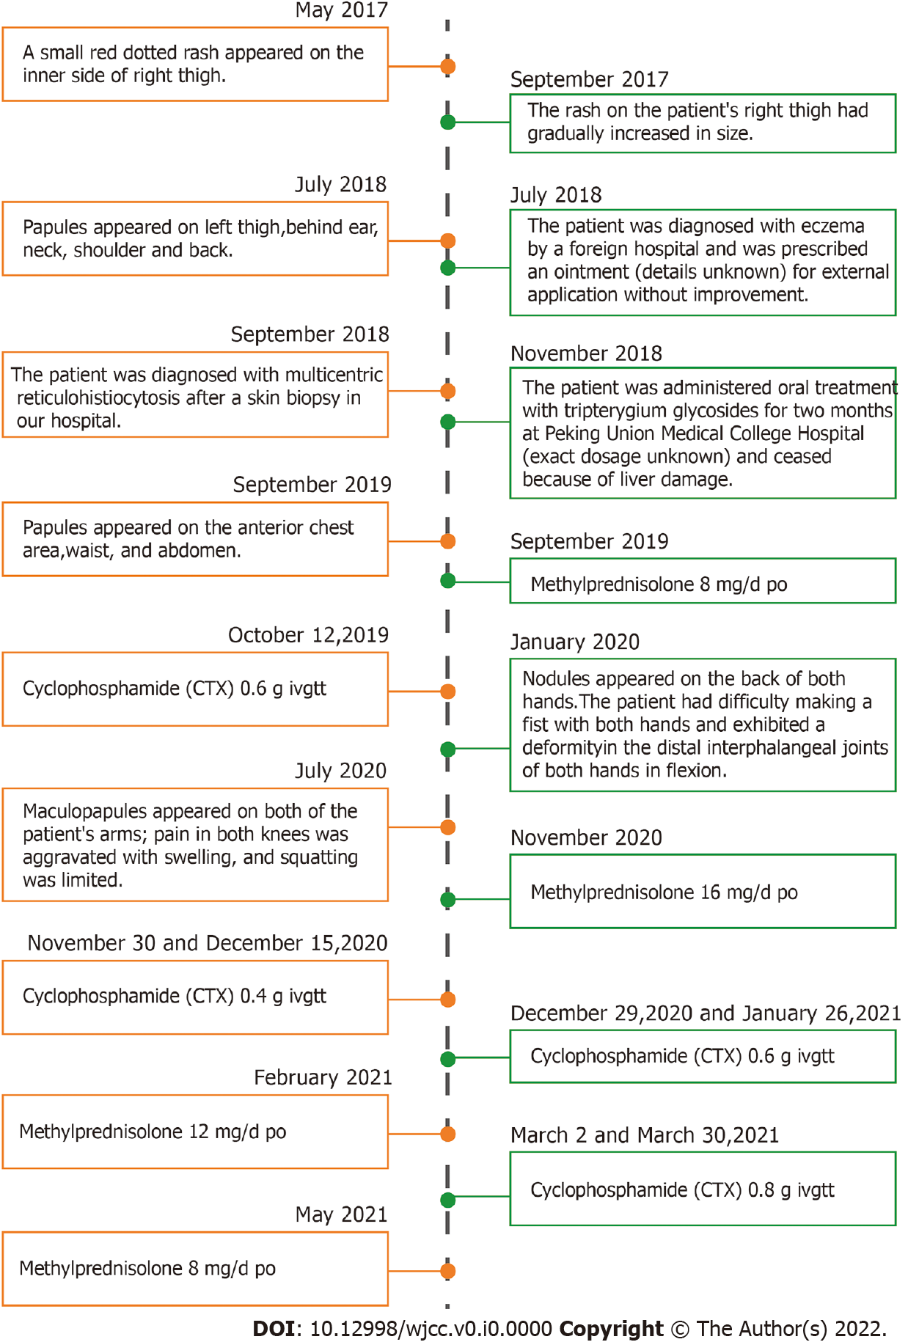 May 2017
A small red dotted rash appeared on the
inner side of right thigh.
September 2017
The rash on the patient's right thigh had
gradually increased in size.
July 2018
Papules appeared on left thigh,behind ear,
neck, shoulder and back.
July 2018
The patient was diagnosed with eczema
by a foreign hospital and was prescribed
an ointment (details unknown) for external
application without improvement.
September 2018
The patient was diagnosed with multicentric
reticulohistiocytosis after a skin biopsy in
our hospital.
November 2018
The patient was administered oral treatment
with tripterygium glycosides for two months
at Peking Union Medical College Hospital
(exact dosage unknown) and ceased
because of liver damage.
September 2019
Papules appeared on the anterior chest
area,waist, and abdomen.
September 2019
Methylprednisolone 8 mg/d po
October 12,2019
Cyclophosphamide (CTX) 0.6 g ivgtt
January 2020
Nodules appeared on the back of both
hands.The patient had difficulty making a
fist with both hands and exhibited a
deformityin the distal interphalangeal joints
of both hands in flexion.
July 2020
Maculopapules appeared on both of the
patient's arms; pain in both knees was
aggravated with swelling, and squatting
was limited.
November 2020
Methylprednisolone 16 mg/d po
November 30 and December 15,2020
Cyclophosphamide (CTX) 0.4 g ivgtt
December 29,2020 and January 26,2021
Cyclophosphamide (CTX) 0.6 g ivgtt
February 2021
Methylprednisolone 12 mg/d po
March 2 and March 30,2021
Cyclophosphamide (CTX) 0.8 g ivgtt
May 2021
Methylprednisolone 8 mg/d po
DOI: 10.12998/wjcc.v0.i0.0000 Copyright © The Author(s) 2022.